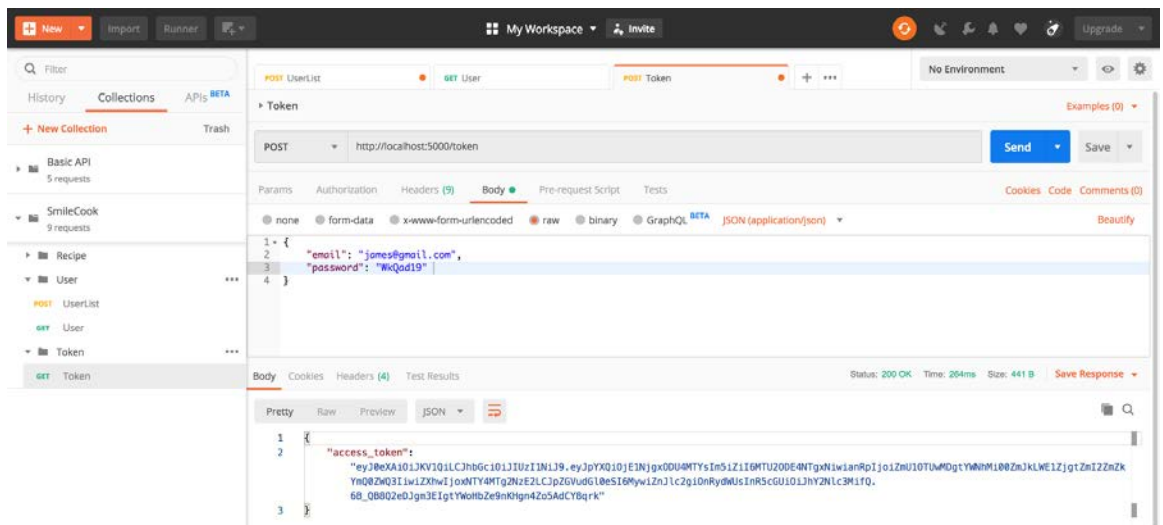 New Import Runner My Workspace Invite Upgrade
Filter
History Collections APIs BETA
+ New Collection Trash
Basic API
5 requests
SmileCook
9 requests
Recipe
User
POST UserList
GET User
Token
GET Token
POST UserList GET User POST Token + ••• No Environment
Token Examples (0)
POST http://localhost:5000/token Send Save
Params Authorization Headers (9) Body Pre-request Script Tests Cookies Code Comments (0)
none form-data x-www-form-urlencoded raw binary GraphQL BETA JSON (application/json) Beautify
1 {
2 "email": "james@gmail.com",
3 "password": "WkQad19"
4 }
Body Cookies Headers (4) Test Results Status: 200 OK Time: 264ms Size: 441 B Save Response
Pretty Raw Preview JSON
1 {
2 "access_token":
3 }